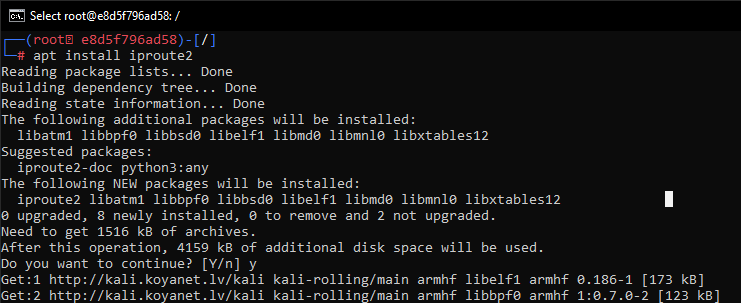 Select root@e8d5f796ad58: /
┌──(root㉿ e8d5f796ad58)-[/]
└─# apt install iproute2
Reading package lists... Done
Building dependency tree... Done
Reading state information... Done
The following additional packages will be installed:
  libatm1 libbpf0 libbsd0 libelf1 libmd0 libmnl0 libxtables12
Suggested packages:
  iproute2-doc python3:any
The following NEW packages will be installed:
  iproute2 libatm1 libbpf0 libbsd0 libelf1 libmd0 libmnl0 libxtables12
0 upgraded, 8 newly installed, 0 to remove and 2 not upgraded.
Need to get 1516 kB of archives.
After this operation, 4159 kB of additional disk space will be used.
Do you want to continue? [Y/n] y
Get:1 http://kali.koyanet.lv/kali kali-rolling/main armhf libelf1 armhf 0.186-1 [173 kB]
Get:2 http://kali.koyanet.lv/kali kali-rolling/main armhf libbpf0 armhf 1:0.7.0-2 [123 kB]